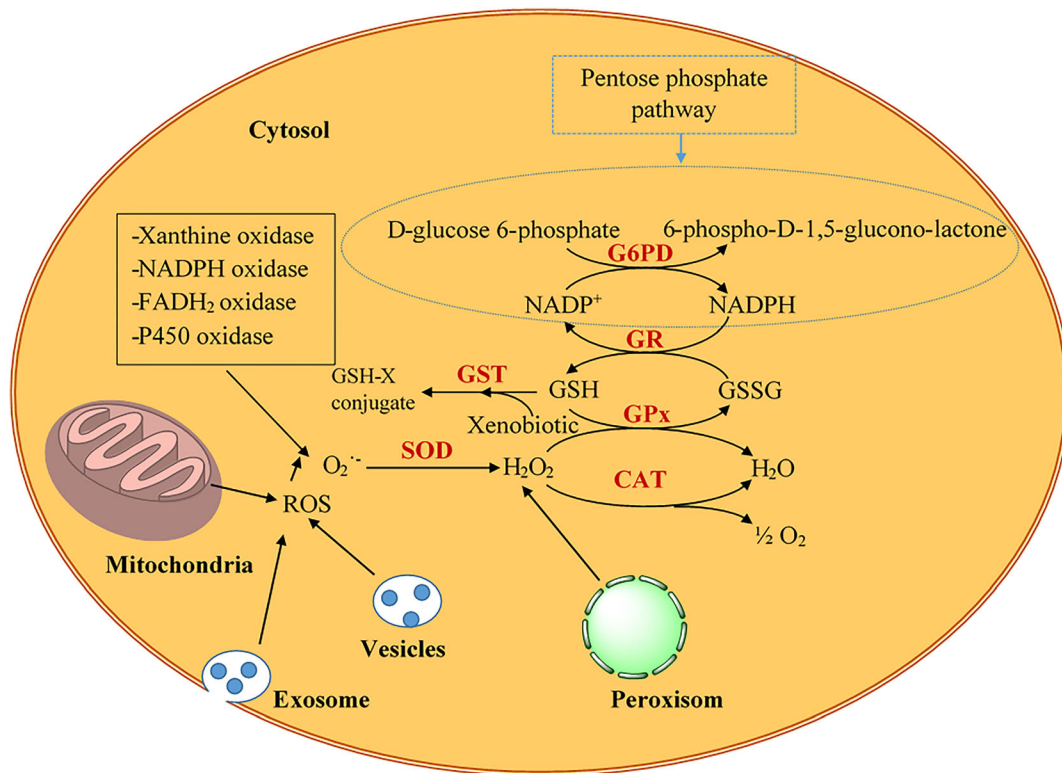 Pentose phosphate
pathway
Cytosol
-Xanthine oxidase
-NADPH oxidase
-FADH₂ oxidase
-P450 oxidase
D-glucose 6-phosphate
6-phospho-D-1,5-glucono-lactone
G6PD
NADP⁺
NADPH
GR
GSH-X
conjugate
GST
GSH
GSSG
Xenobiotic
GPx
O₂˙⁻
SOD
H₂O₂
H₂O
CAT
ROS
½ O₂
Mitochondria
Vesicles
Exosome
Peroxisom